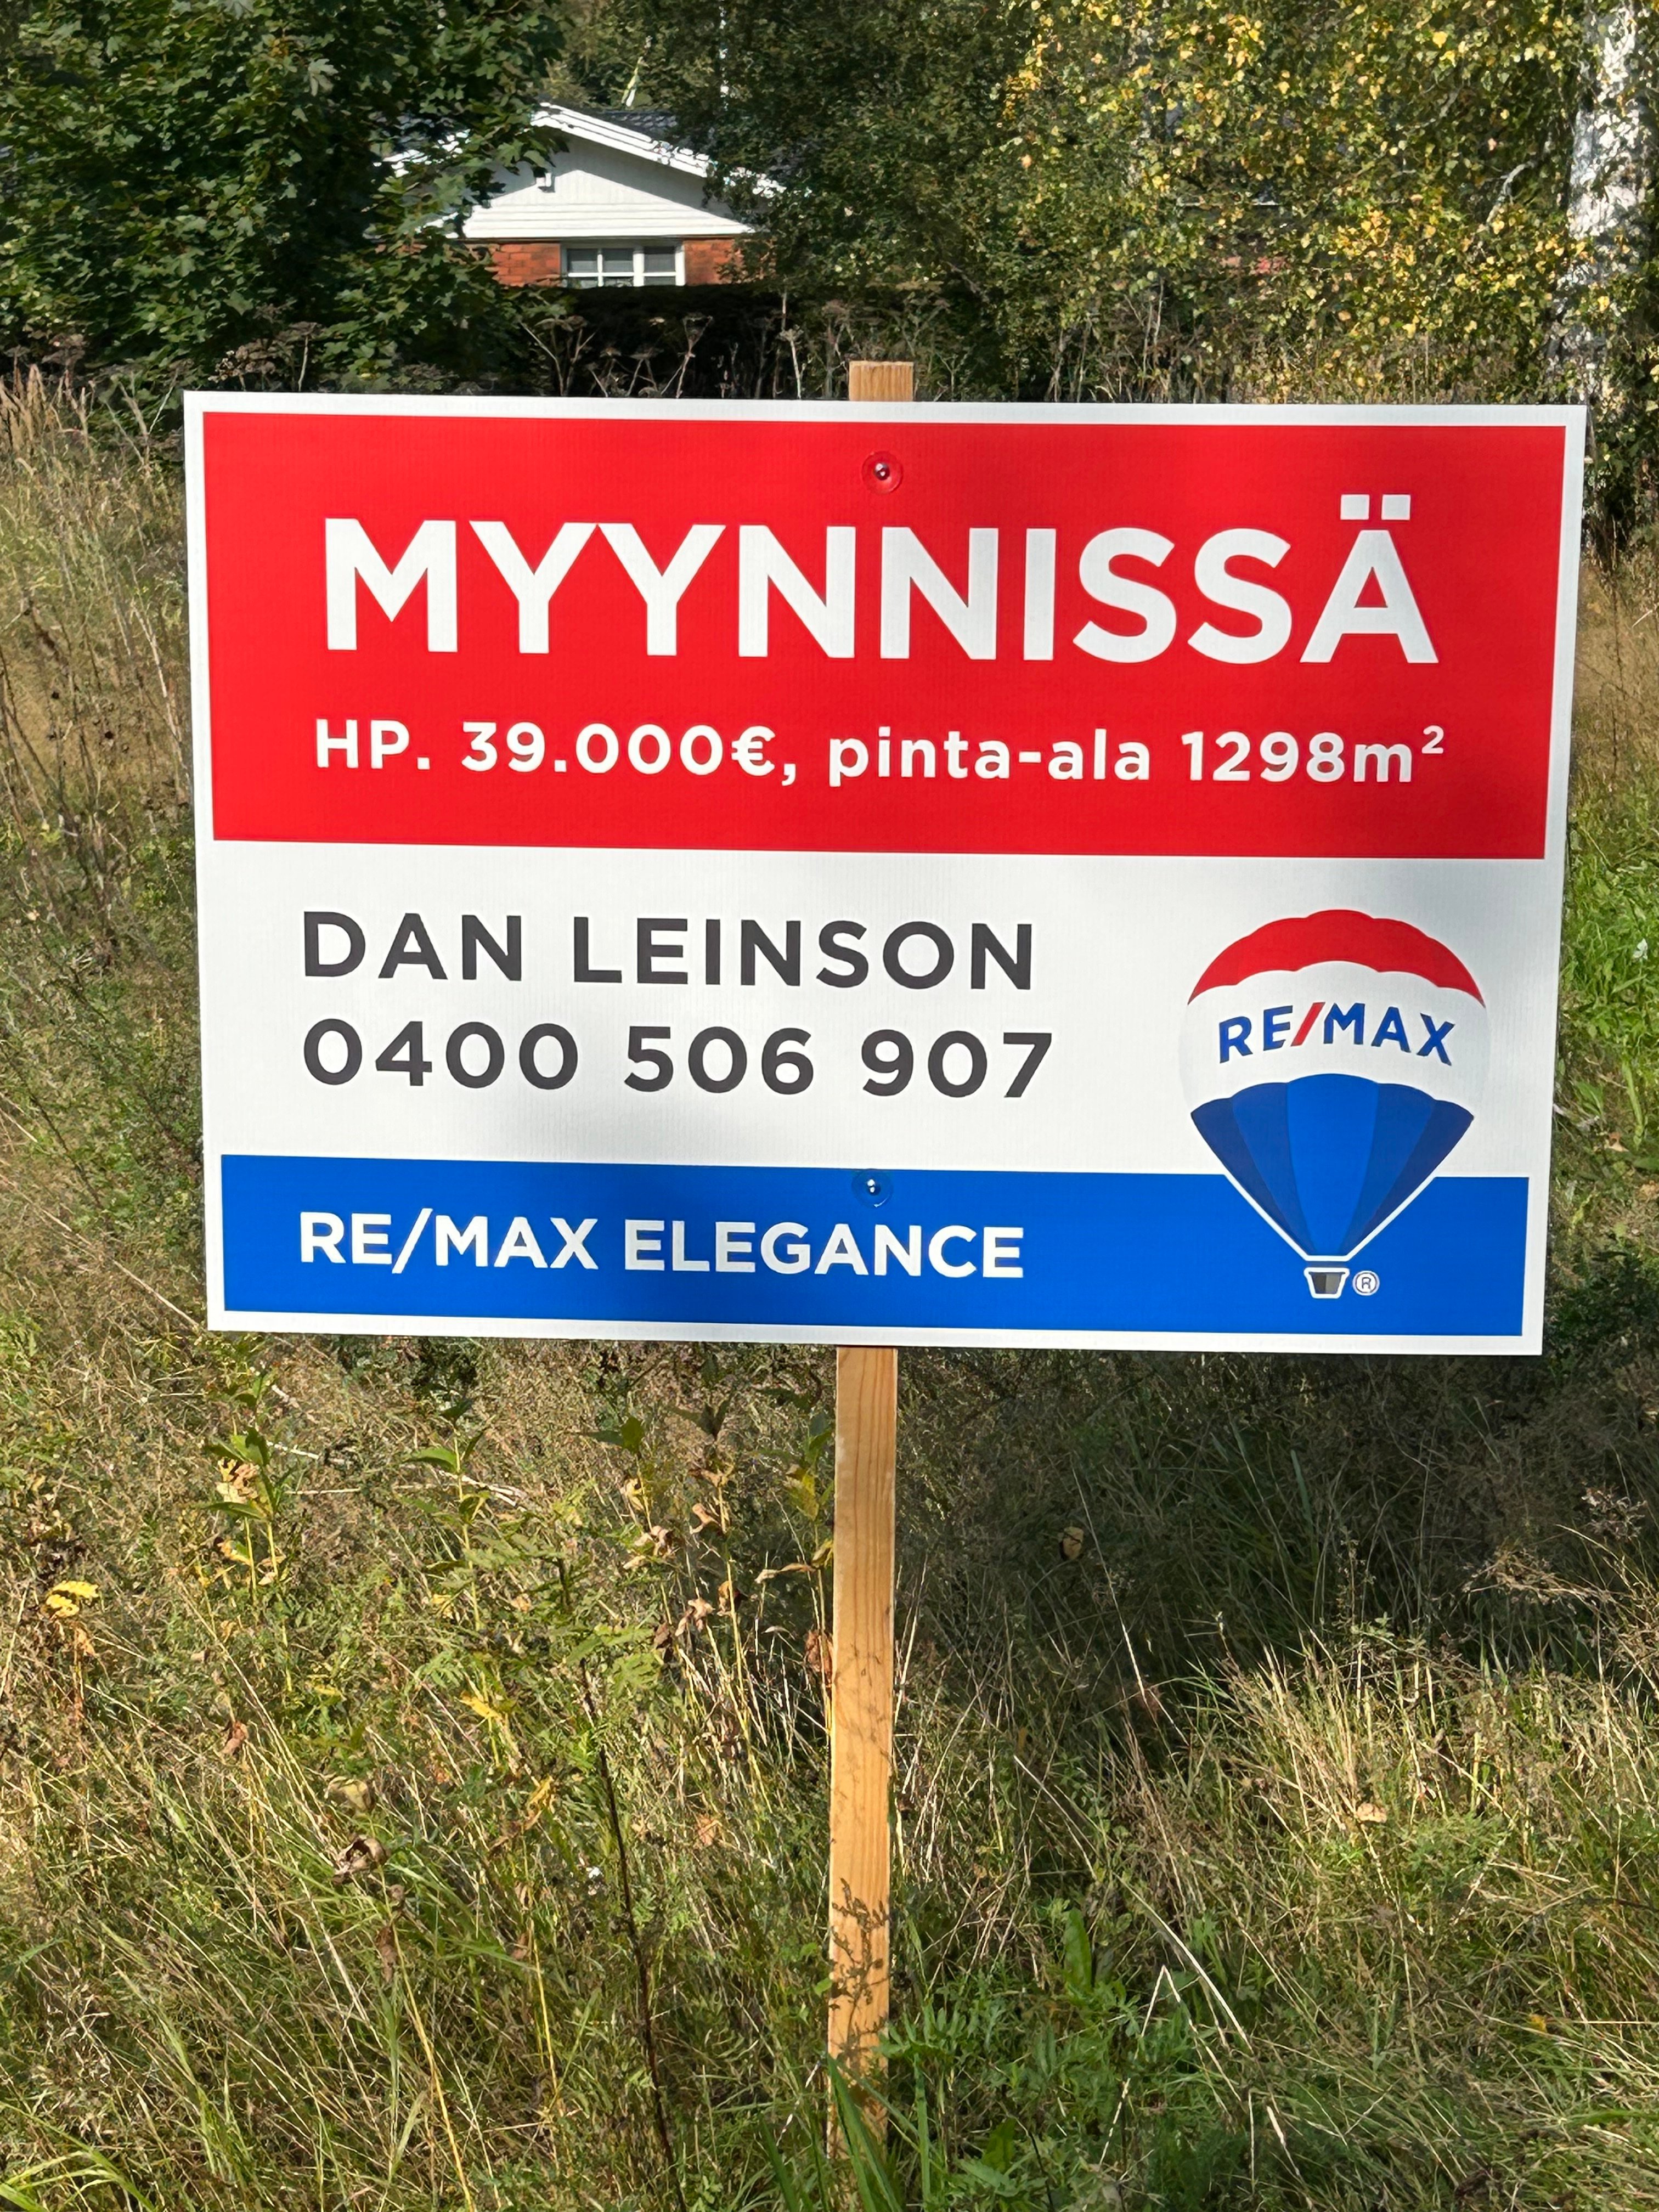 MYYNNISSÄ
HP. 39.000€, pinta-ala 1298m²
DAN LEINSON
0400 506 907
RE/MAX
RE/MAX ELEGANCE
®